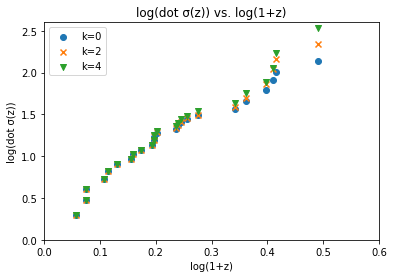 log(dot σ(z)) vs. log(1+z)
k=0
k=2
k=4
log(dot σ(z))
2.5
2.0
1.5
1.0
0.5
0.0
0.0 0.1 0.2 0.3 0.4 0.5 0.6
log(1+z)